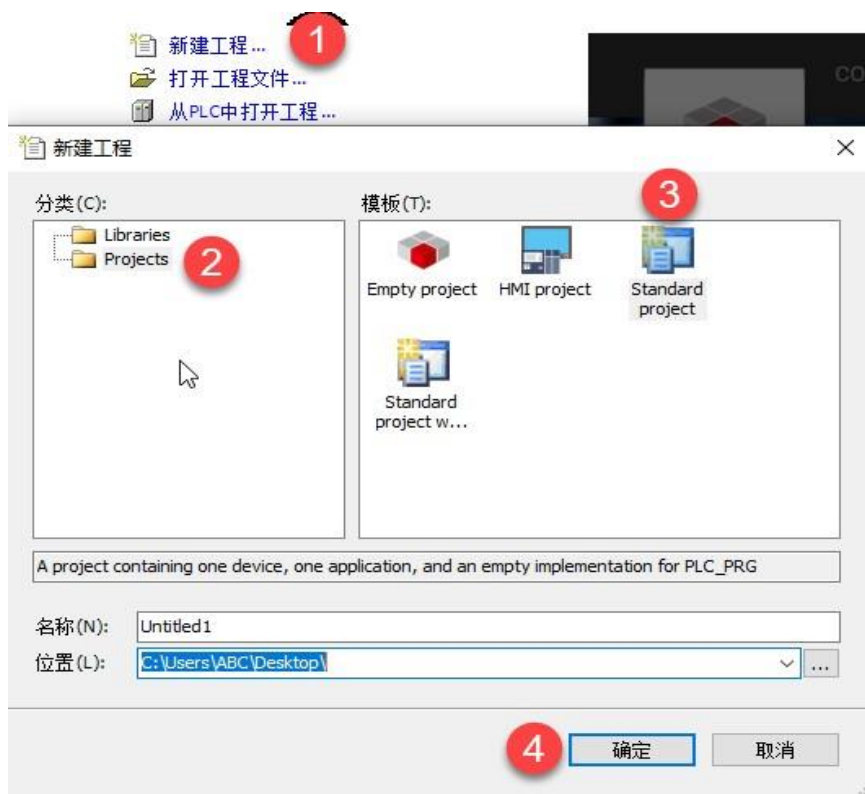 新建工程...
1
打开工程文件...
从PLC中打开工程...
CO
新建工程
分类(C):
模板(T):
3
Libraries
Projects
2
Empty project
HMI project
Standard
project
Standard
project w...
A project containing one device, one application, and an empty implementation for PLC_PRG
名称(N):
Untitled1
位置(L):
C:\Users\ABC\Desktop\
...
4
确定
取消